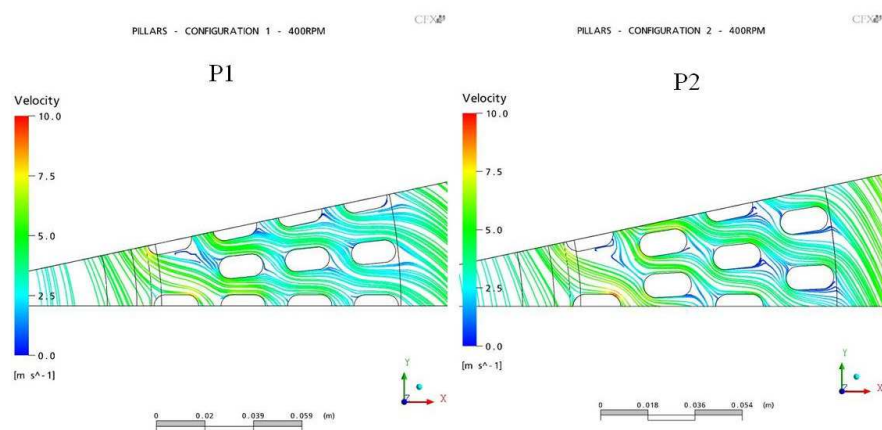 CFX
PILLARS - CONFIGURATION 1 - 400RPM
P1
Velocity
10.0
7.5
5.0
2.5
0.0
[m s^-1]
Y
Z
X
0
0.02
0.039
0.059
(m)
CFX
PILLARS - CONFIGURATION 2 - 400RPM
P2
Velocity
10.0
7.5
5.0
2.5
0.0
[m s^-1]
Y
Z
X
0
0.018
0.036
0.054
(m)